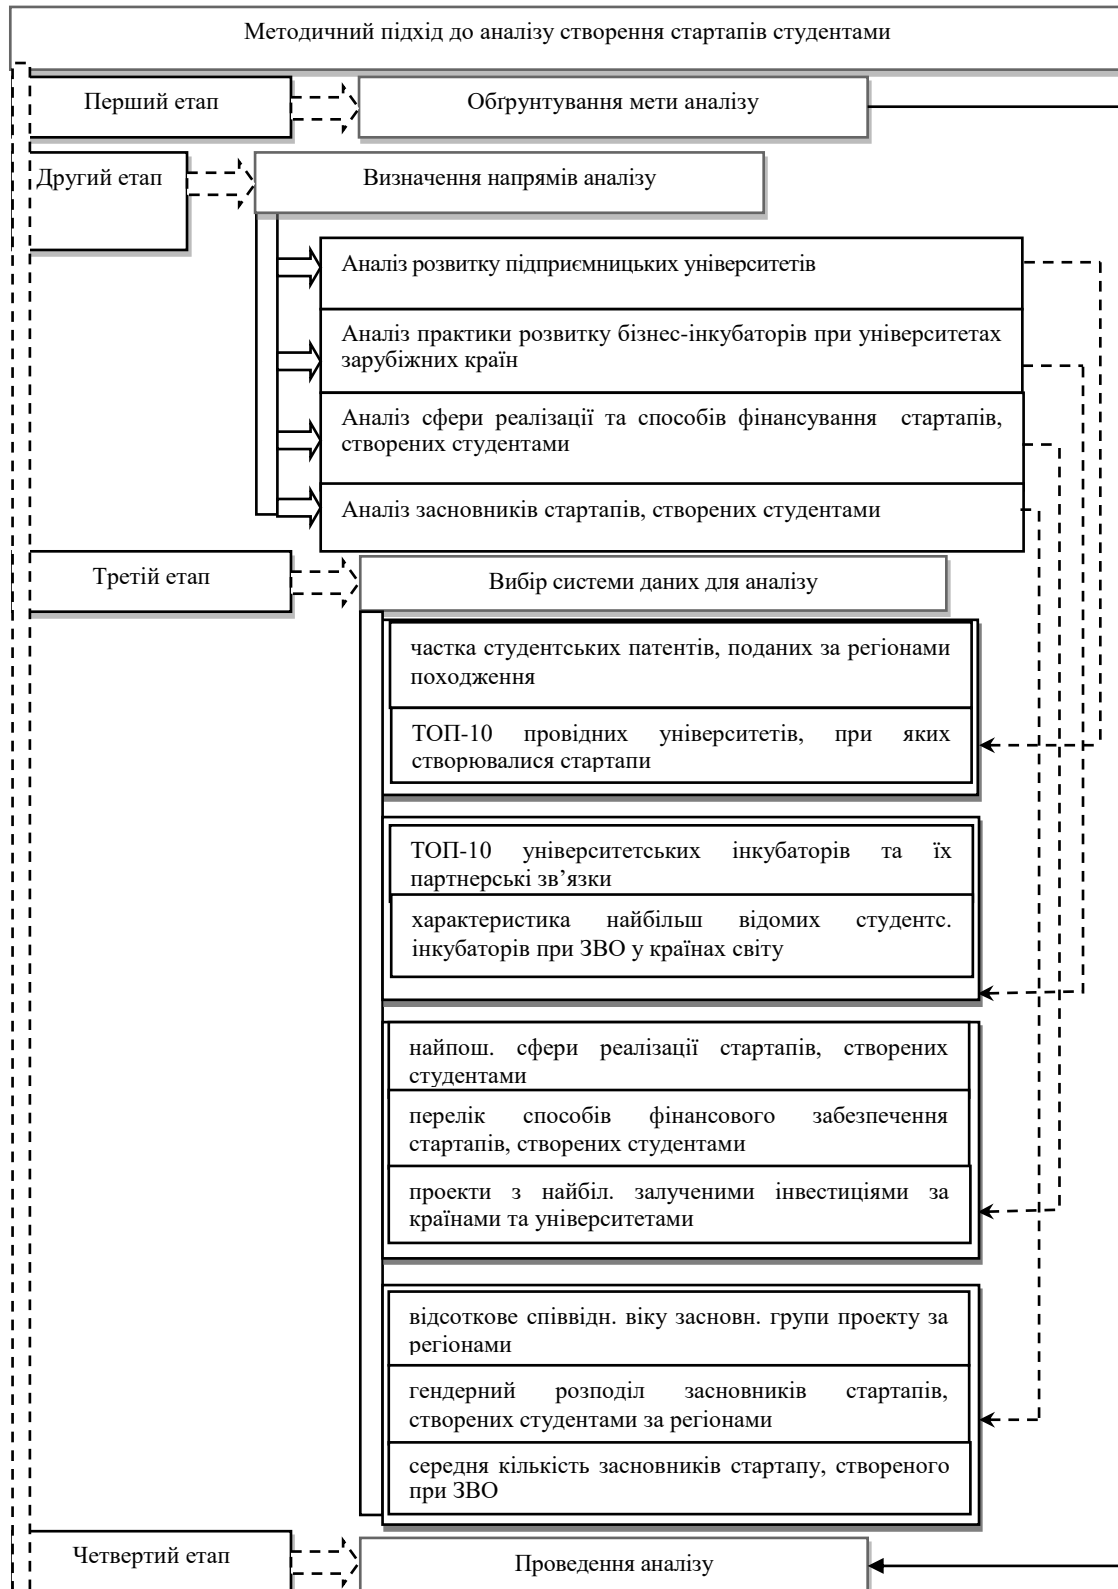 Методичний підхід до аналізу створення стартапів студентами
Перший етап
Обґрунтування мети аналізу
Другий етап
Визначення напрямів аналізу
Аналіз розвитку підприємницьких університетів
Аналіз практики розвитку бізнес-інкубаторів при університетах
зарубіжних країн
Аналіз сфери реалізації та способів фінансування стартапів,
створених студентами
Аналіз засновників стартапів, створених студентами
Третій етап
Вибір системи даних для аналізу
частка студентських патентів, поданих за регіонами
походження
ТОП-10 провідних університетів, при яких
створювалися стартапи
ТОП-10 університетських інкубаторів та їх
партнерські зв’язки
характеристика найбільш відомих студентс.
інкубаторів при ЗВО у країнах світу
найпош. сфери реалізації стартапів, створених
студентами
перелік способів фінансового забезпечення
стартапів, створених студентами
проекти з найбіл. залученими інвестиціями за
країнами та університетами
відсоткове співвідн. віку засновн. групи проекту за
регіонами
гендерний розподіл засновників стартапів,
створених студентами за регіонами
середня кількість засновників стартапу, створеного
при ЗВО
Четвертий етап
Проведення аналізу